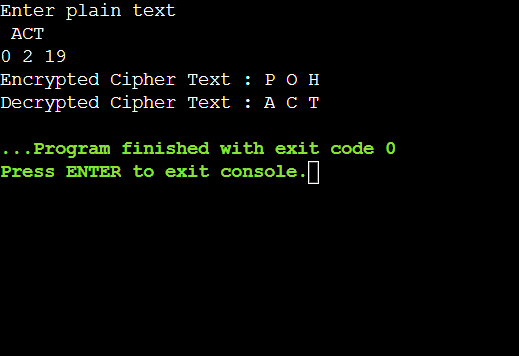 Enter plain text
ACT
0 2 19
Encrypted Cipher Text : P O H
Decrypted Cipher Text : A C T
...Program finished with exit code 0
Press ENTER to exit console.